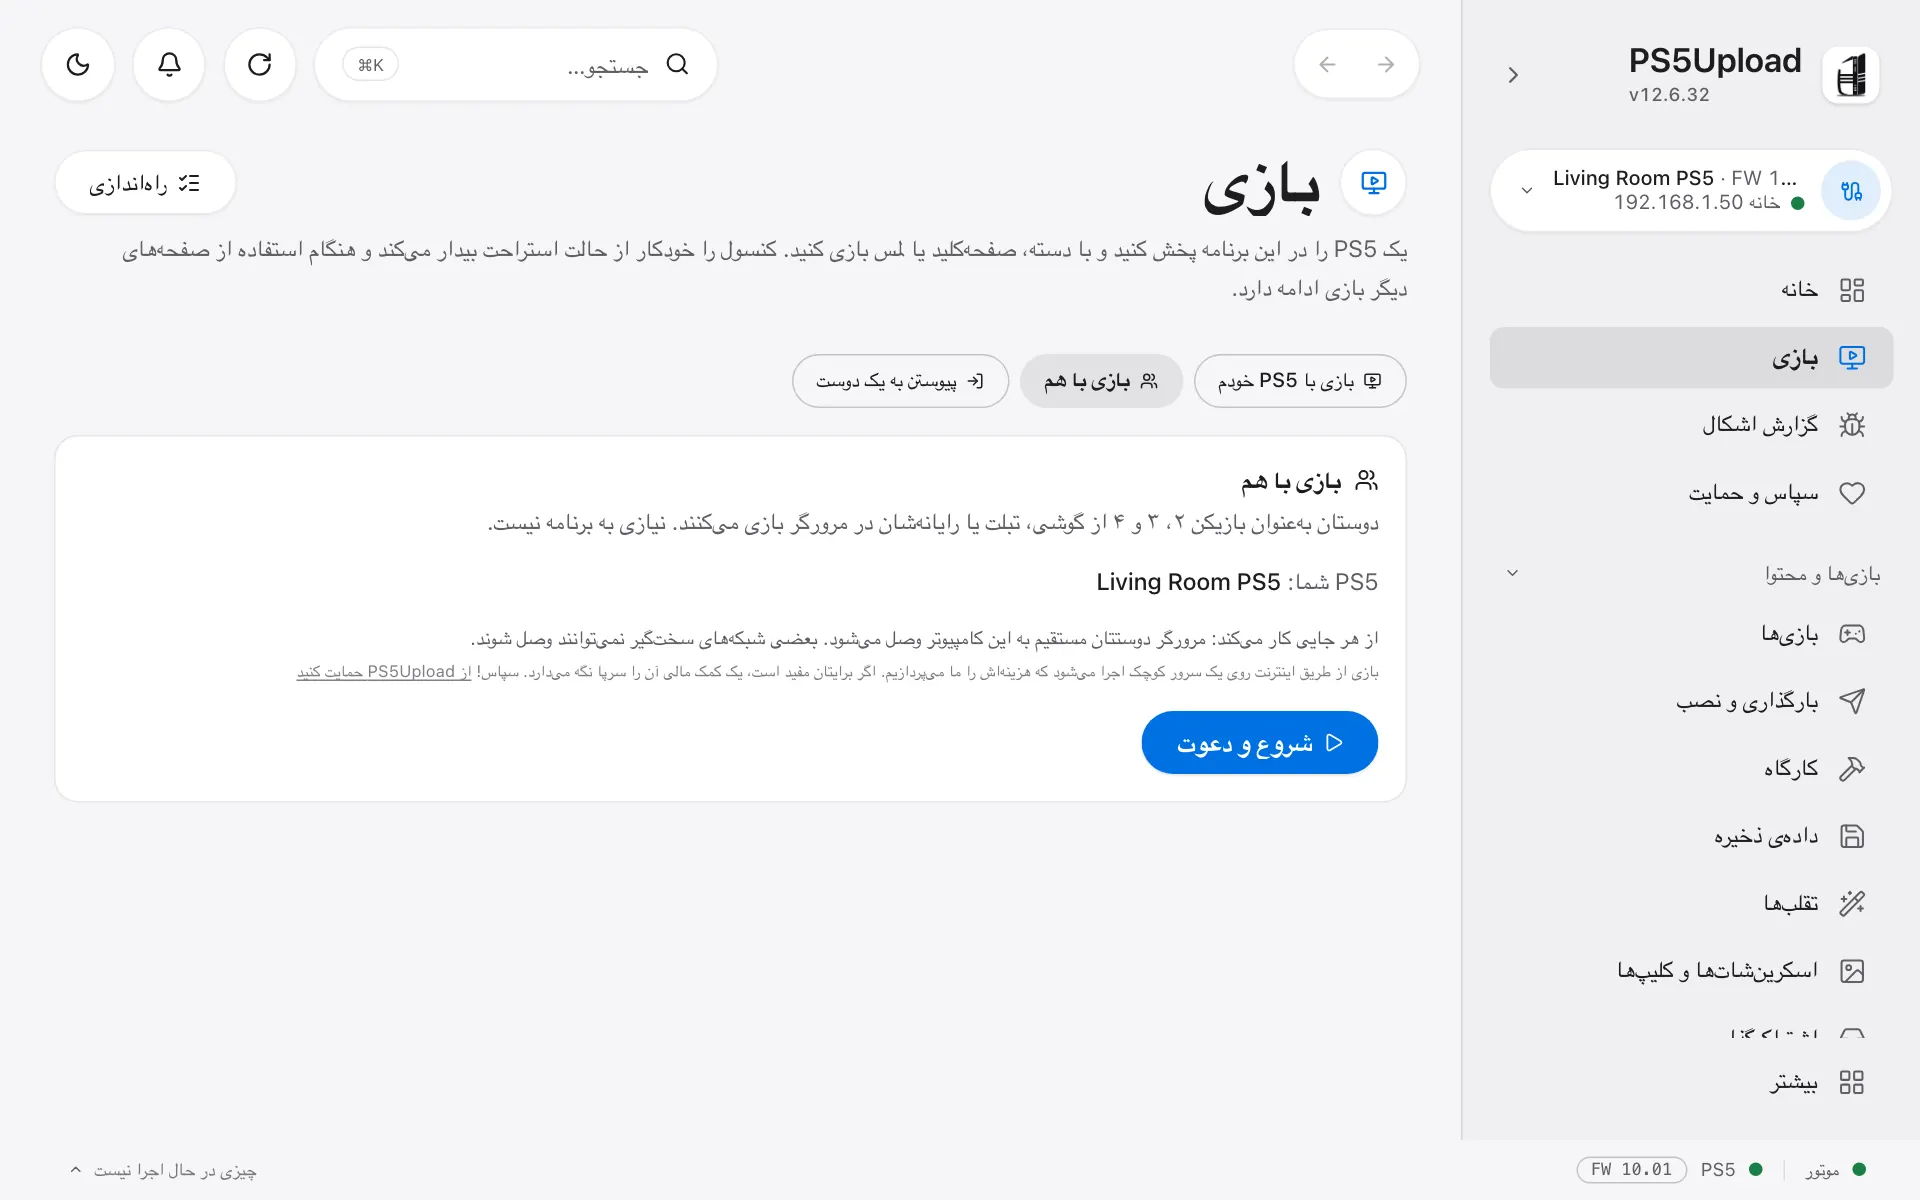 PS5Upload
v12.6.32
Living Room PS5 · FW 1...
خانه 192.168.1.50
خانه
بازی
گزارش اشکال
سپاس و حمایت
بازی‌ها و محتوا
بازی‌ها
بارگذاری و نصب
کارگاه
داده‌ی ذخیره
تقلب‌ها
اسکرین‌شات‌ها و کلیپ‌ها
بیشتر
جستجو...
⌘K
بازی
راه‌اندازی
یک PS5 را در این برنامه پخش کنید و با دسته، صفحه‌کلید یا لمس بازی کنید. کنسول را خودکار از حالت استراحت بیدار می‌کند و هنگام استفاده از صفحه‌های
دیگر بازی ادامه دارد.
بازی با PS5 خودم
بازی با هم
پیوستن به یک دوست
بازی با هم
دوستان به‌عنوان بازیکن ۲، ۳ و ۴ از گوشی، تبلت یا رایانه‌شان در مرورگر بازی می‌کنند. نیازی به برنامه نیست.
PS5 شما: Living Room PS5
از هر جایی کار می‌کند: مرورگر دوستتان مستقیم به این کامپیوتر وصل می‌شود. بعضی شبکه‌های سخت‌گیر نمی‌توانند وصل شوند.
بازی از طریق اینترنت روی یک سرور کوچک اجرا می‌شود که هزینه‌اش را ما می‌پردازیم. اگر برایتان مفید است، یک کمک مالی آن را سرپا نگه می‌دارد. سپاس! از PS5Upload حمایت کنید
شروع و دعوت
موتور
PS5
FW 10.01
چیزی در حال اجرا نیست